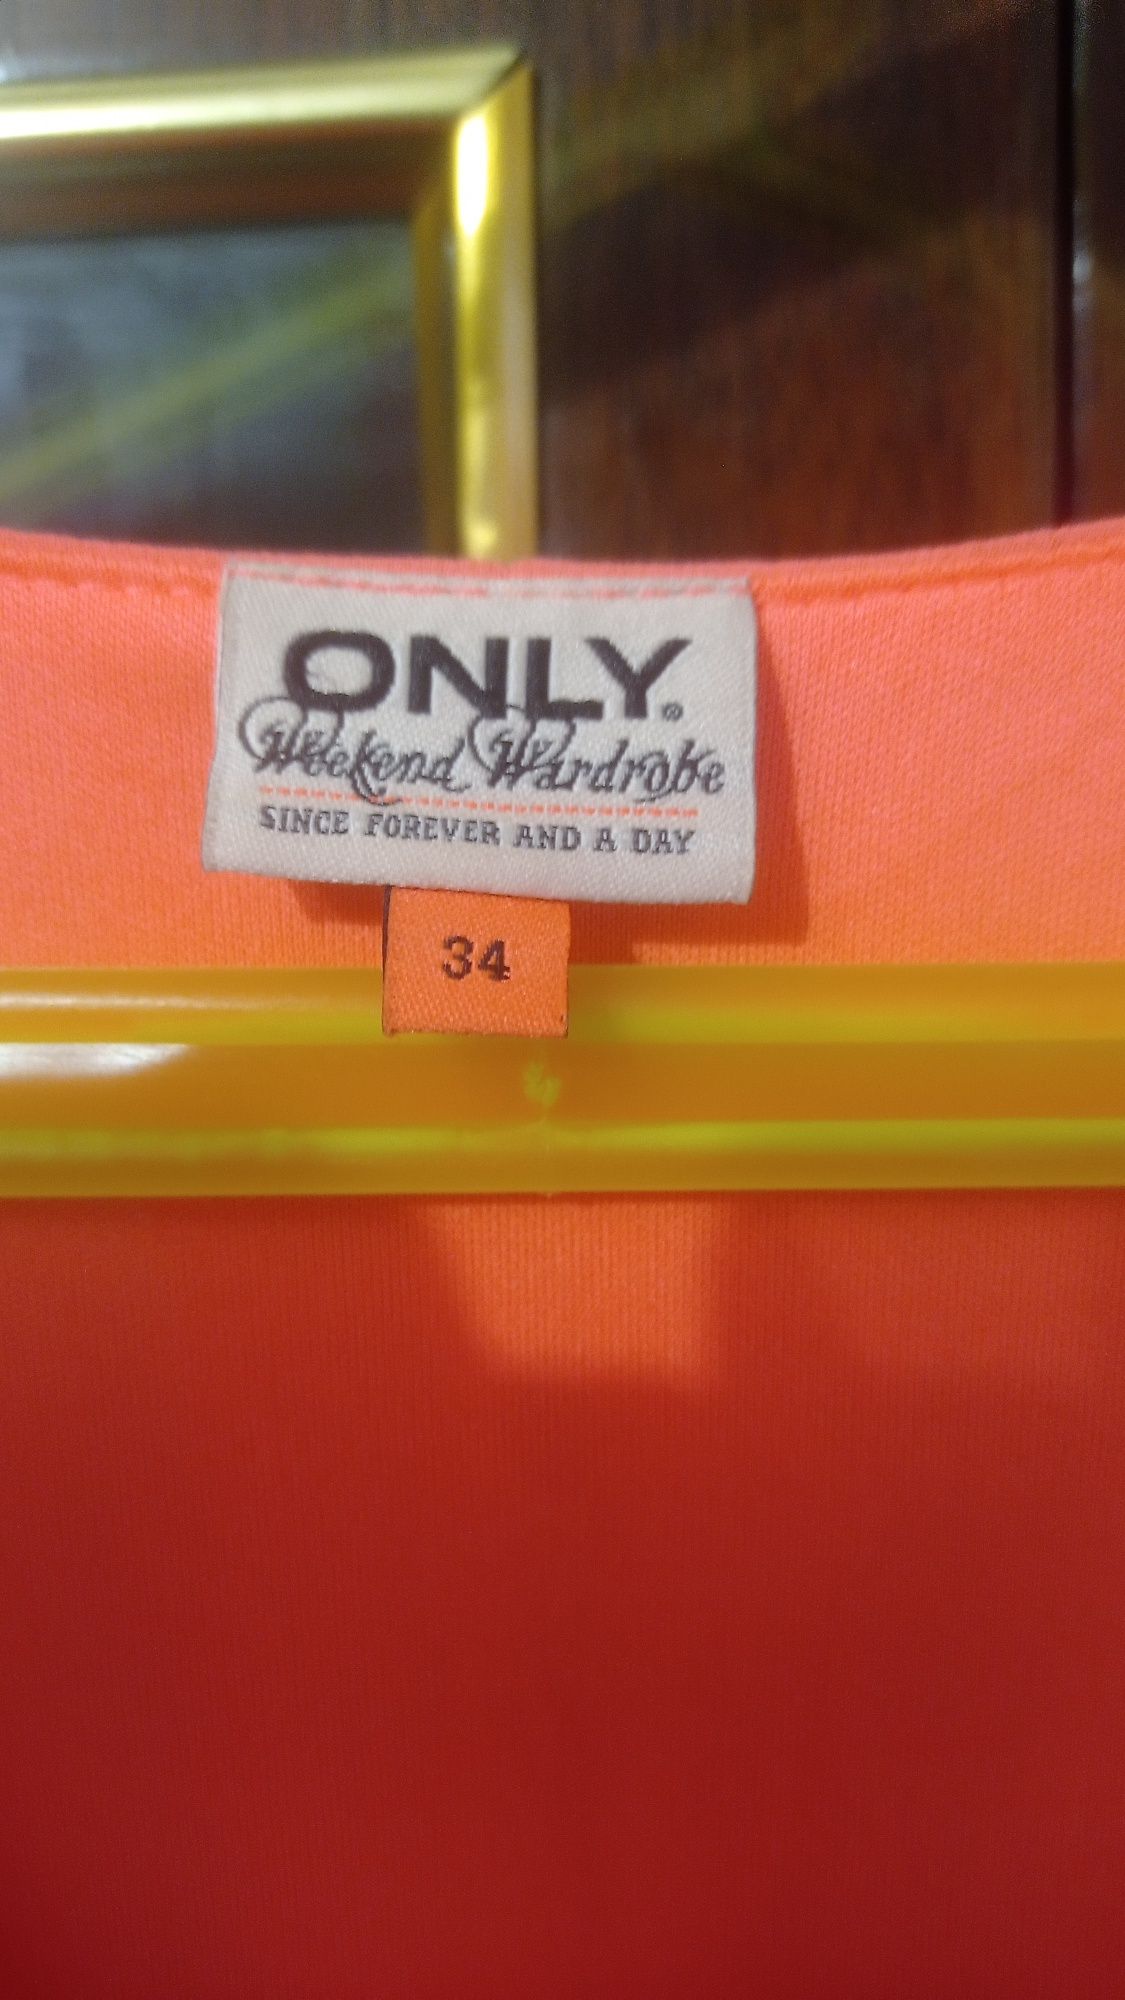 ONLY®
Weekend Wardrobe
SINCE FOREVER AND A DAY
34